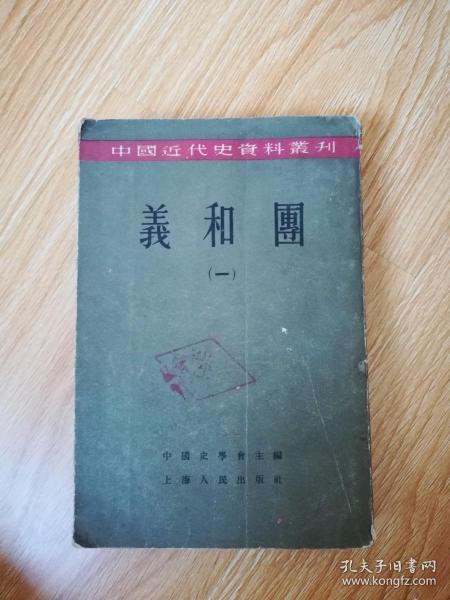 中國近代史資料叢刊
義和團
(一)
中國史學會主編
上海人民出版社
孔夫子旧书网
www.kongfz.com